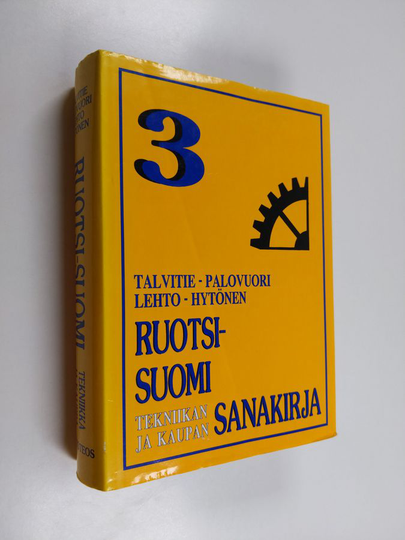 3
TALVITIE - PALOVUORI
LEHTO - HYTÖNEN
RUOTSI-
SUOMI
TEKNIIKAN
JA KAUPAN
SANAKIRJA
RUOTSI-SUOMI
TEKNIIKKA